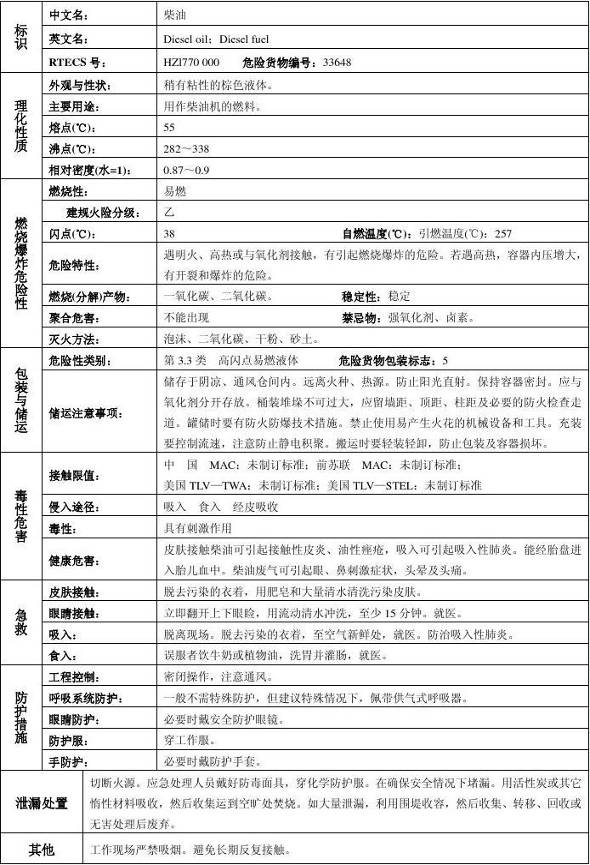 标识
中文名： 柴油
英文名： Diesel oil；Diesel fuel
RTECS 号： HZl770 000 危险货物编号：33648
理化性质
外观与性状： 稍有粘性的棕色液体。
主要用途： 用作柴油机的燃料。
熔点(℃)： 55
沸点(℃)： 282～338
相对密度(水=1)： 0.87～0.9
燃烧爆炸危险性
燃烧性： 易燃
建规火险分级： 乙
闪点(℃)： 38 自燃温度(℃)：引燃温度(℃)：257
危险特性：
遇明火、高热或与氧化剂接触，有引起燃烧爆炸的危险。若遇高热，容器内压增大，
有开裂和爆炸的危险。
燃烧(分解)产物： 一氧化碳、二氧化碳。 稳定性：稳定
聚合危害： 不能出现 禁忌物：强氧化剂、卤素。
灭火方法： 泡沫、二氧化碳、干粉、砂土。
包装与储运
危险性类别： 第 3.3 类 高闪点易燃液体 危险货物包装标志：5
储运注意事项：
储存于阴凉、通风仓间内。远离火种、热源。防止阳光直射。保持容器密封。应与
氧化剂分开存放。桶装堆垛不可过大，应留墙距、顶距、柱距及必要的防火检查走
道。罐储时要有防火防爆技术措施。禁止使用易产生火花的机械设备和工具。充装
要控制流速，注意防止静电积聚。搬运时要轻装轻卸，防止包装及容器损坏。
毒性危害
接触限值：
中 国 MAC：未制订标准；前苏联 MAC：未制订标准；
美国 TLV—TWA：未制订标准；美国 TLV—STEL：未制订标准
侵入途径： 吸入 食入 经皮吸收
毒性： 具有刺激作用
健康危害：
皮肤接触柴油可引起接触性皮炎、油性痤疮，吸入可引起吸入性肺炎。能经胎盘进
入胎儿血中。柴油废气可引起眼、鼻刺激症状，头晕及头痛。
急救
皮肤接触： 脱去污染的衣着，用肥皂和大量清水清洗污染皮肤。
眼睛接触： 立即翻开上下眼睑，用流动清水冲洗，至少 15 分钟。就医。
吸入： 脱离现场。脱去污染的衣着，至空气新鲜处，就医。防治吸入性肺炎。
食入： 误服者饮牛奶或植物油，洗胃并灌肠，就医。
防护措施
工程控制： 密闭操作，注意通风。
呼吸系统防护： 一般不需特殊防护，但建议特殊情况下，佩带供气式呼吸器。
眼睛防护： 必要时戴安全防护眼镜。
防护服： 穿工作服。
手防护： 必要时戴防护手套。
泄漏处置
切断火源。应急处理人员戴好防毒面具，穿化学防护服。在确保安全情况下堵漏。用活性炭或其它
惰性材料吸收，然后收集运到空旷处焚烧。如大量泄漏，利用围堤收容，然后收集、转移、回收或
无害处理后废弃。
其他 工作现场严禁吸烟。避免长期反复接触。